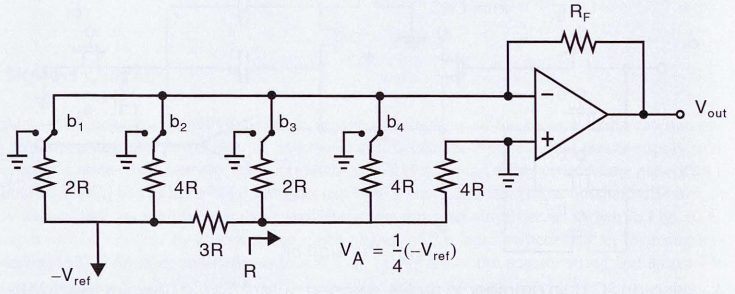 R_F
b_1
b_2
b_3
b_4
−
+
V_out
2R
4R
2R
4R
4R
3R
R
V_A = 1/4 (−V_ref)
−V_ref